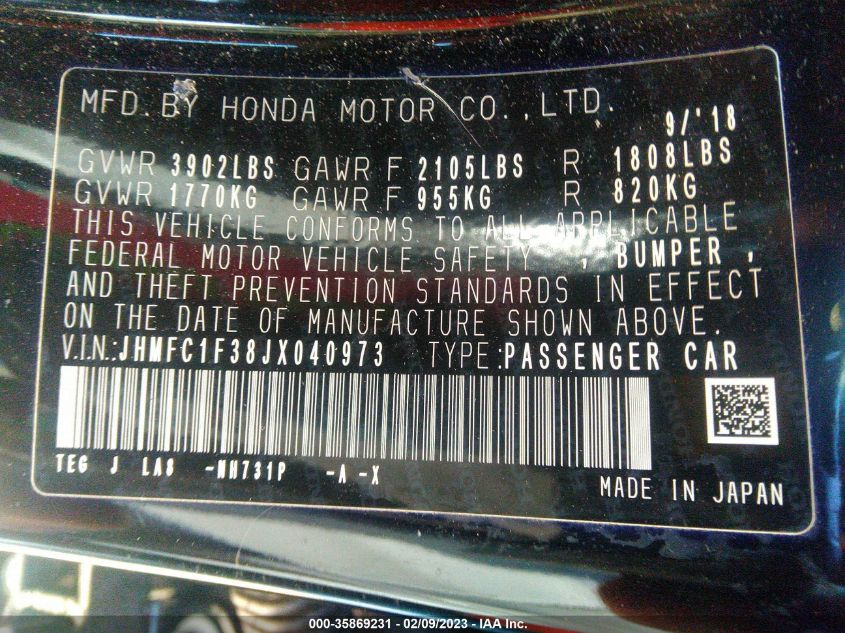 MFD. BY HONDA MOTOR CO., LTD.
9/'18
GVWR 3902LBS GAWR F 2105LBS R 1808LBS
GVWR 1770KG GAWR F 955KG R 820KG
THIS VEHICLE CONFORMS TO ALL APPLICABLE
FEDERAL MOTOR VEHICLE SAFETY , BUMPER ,
AND THEFT PREVENTION STANDARDS IN EFFECT
ON THE DATE OF MANUFACTURE SHOWN ABOVE.
V.I.N.:JHMFC1F38JX040973 TYPE:PASSENGER CAR
TEG J LA8 -NH731P -A -X
MADE IN JAPAN
000-35869231 - 02/09/2023 - IAA Inc.